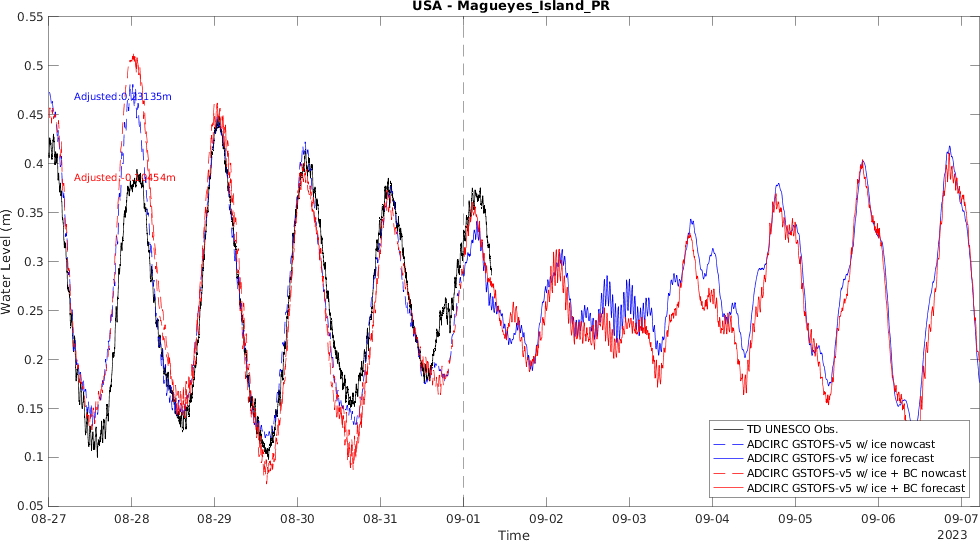 USA - Magueyes_Island_PR
0.55
0.5
0.45
0.4
0.35
0.3
0.25
0.2
0.15
0.1
0.05
Water Level (m)
Adjusted:0.23135m
TD UNESCO Obs.
ADCIRC GSTOFS-v5 w/ ice nowcast
ADCIRC GSTOFS-v5 w/ ice forecast
ADCIRC GSTOFS-v5 w/ ice + BC nowcast
ADCIRC GSTOFS-v5 w/ ice + BC forecast
08-27 08-28 08-29 08-30 08-31 09-01 09-02 09-03 09-04 09-05 09-06 09-07
Time
2023